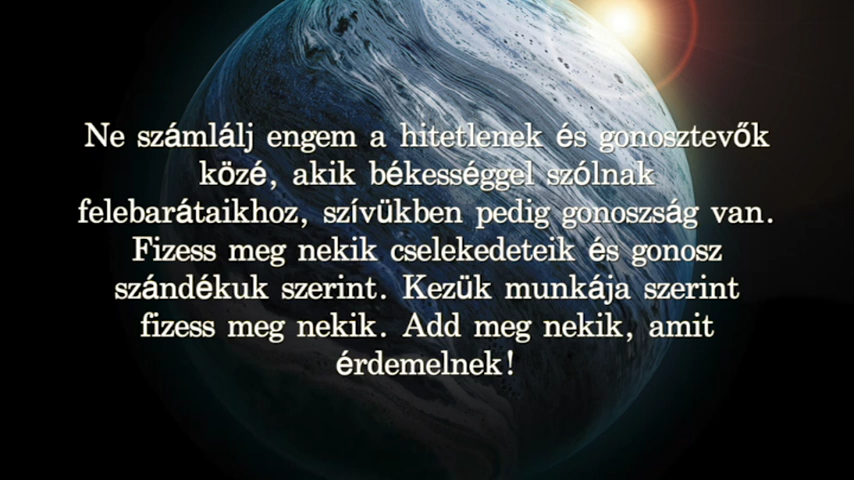 Ne számlálj engem a hitetlenek és gonosztevők
közé, akik békességgel szólnak
felebarátaikhoz, szívükben pedig gonoszság van.
Fizess meg nekik cselekedeteik és gonosz
szándékuk szerint. Kezük munkája szerint
fizess meg nekik. Add meg nekik, amit
érdemelnek!